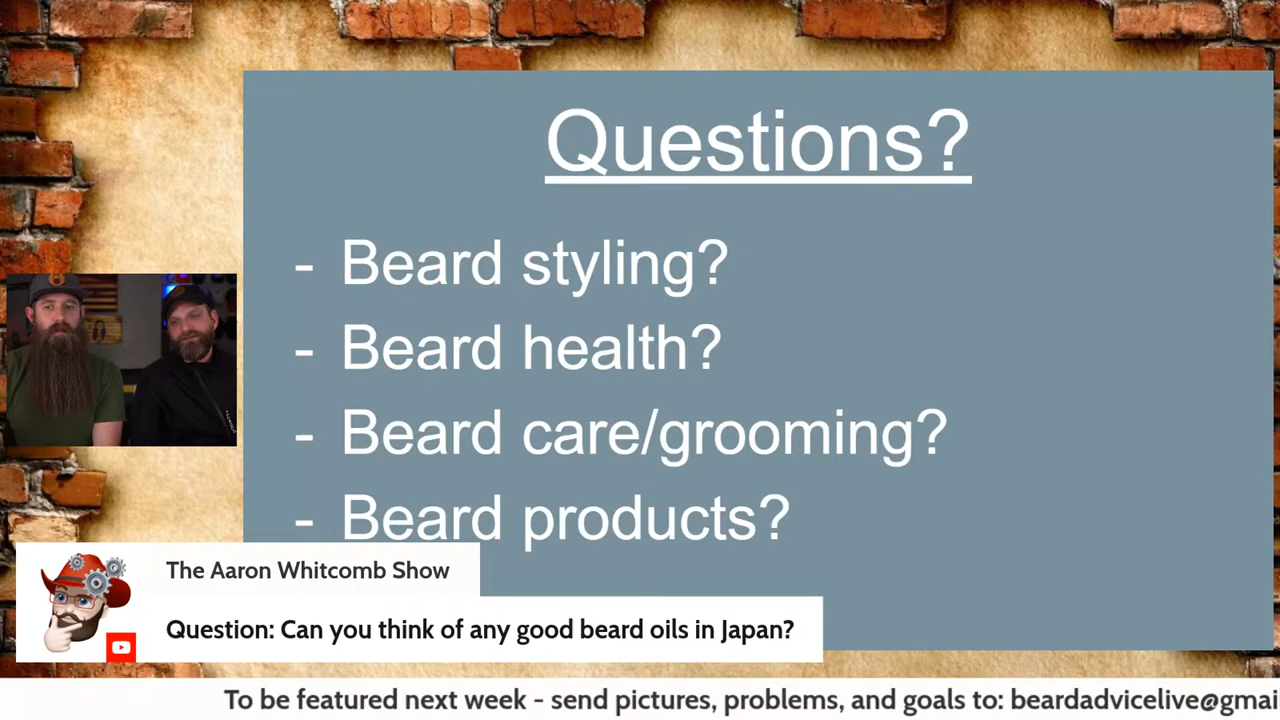 Questions?
- Beard styling?
- Beard health?
- Beard care/grooming?
- Beard products?
The Aaron Whitcomb Show
Question: Can you think of any good beard oils in Japan?
To be featured next week - send pictures, problems, and goals to: beardadvicelive@gmai